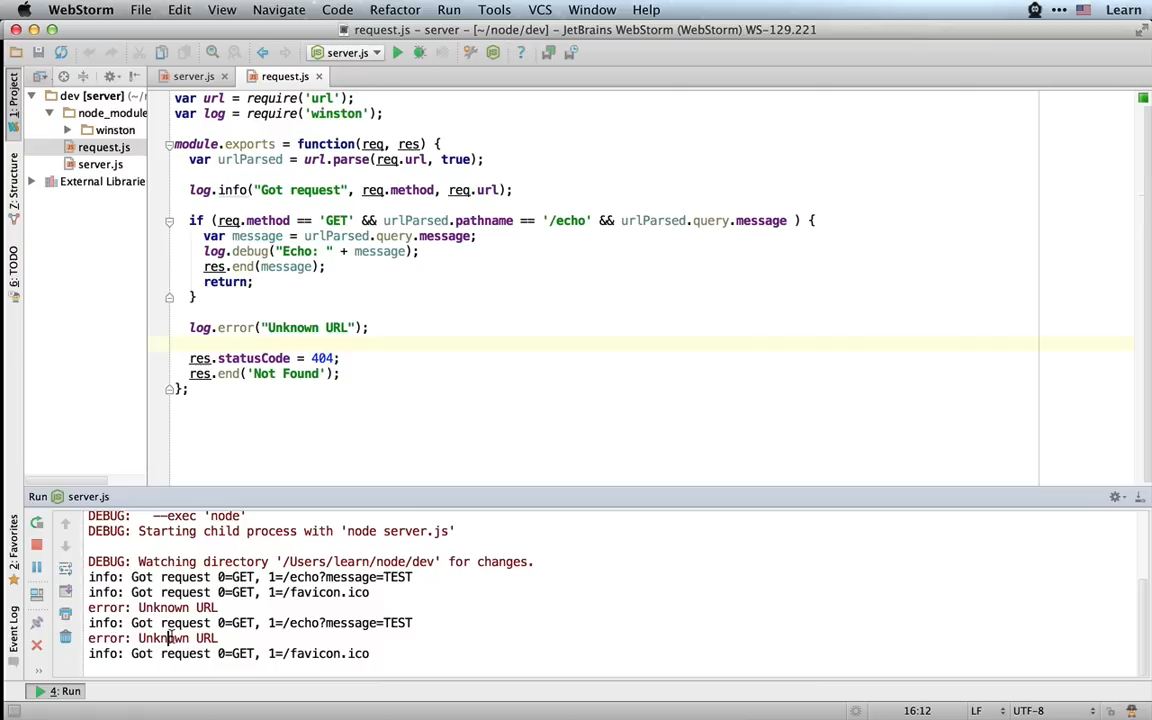 WebStorm File Edit View Navigate Code Refactor Run Tools VCS Window Help Learn
request.js - server - [~/node/dev] - JetBrains WebStorm (WebStorm) WS-129.221
server.js
server.js request.js
1: Project
Z: Structure
6: TODO
2: Favorites
Event Log
dev [server] (~/n
node_module
winston
request.js
server.js
External Librarie
var url = require('url');
var log = require('winston');
module.exports = function(req, res) {
var urlParsed = url.parse(req.url, true);
log.info("Got request", req.method, req.url);
if (req.method == 'GET' && urlParsed.pathname == '/echo' && urlParsed.query.message ) {
var message = urlParsed.query.message;
log.debug("Echo: " + message);
res.end(message);
return;
}
log.error("Unknown URL");
res.statusCode = 404;
res.end('Not Found');
};
Run server.js
DEBUG: --exec 'node'
DEBUG: Starting child process with 'node server.js'
DEBUG: Watching directory '/Users/learn/node/dev' for changes.
info: Got request 0=GET, 1=/echo?message=TEST
info: Got request 0=GET, 1=/favicon.ico
error: Unknown URL
info: Got request 0=GET, 1=/echo?message=TEST
error: Unknown URL
info: Got request 0=GET, 1=/favicon.ico
4: Run
16:12 LF UTF-8